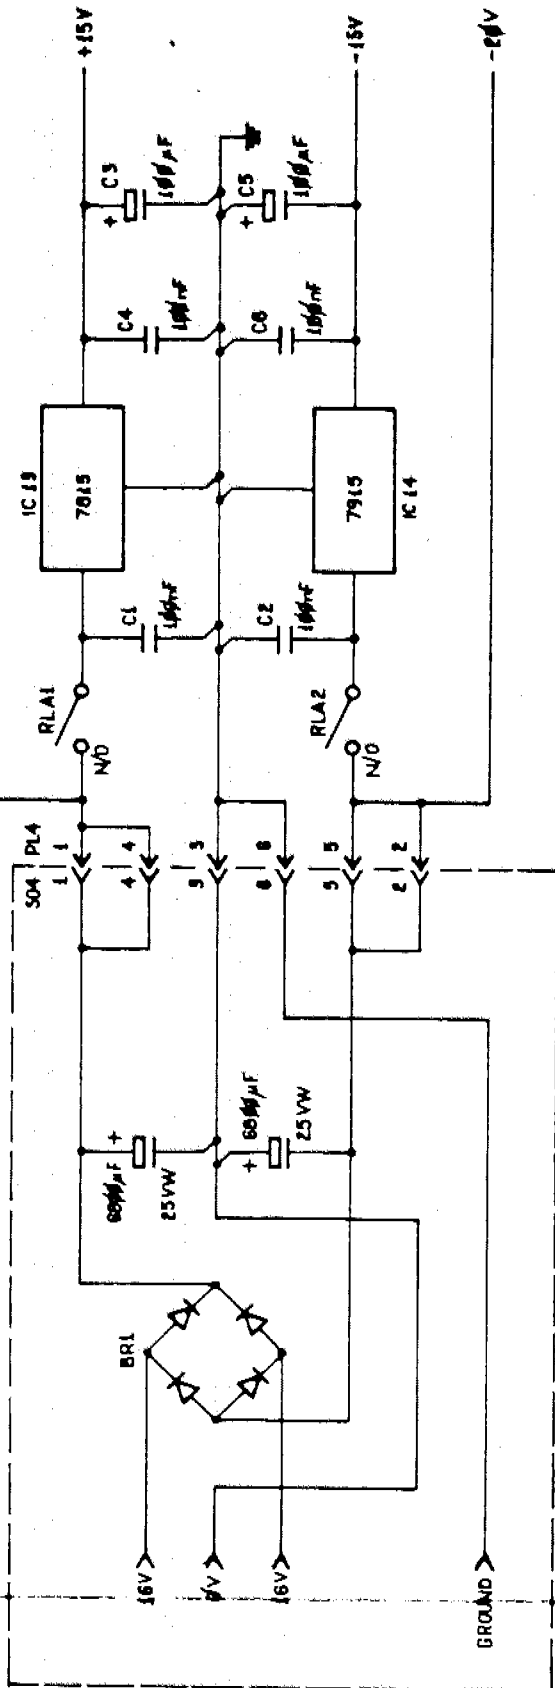 16V
0V
16V
GROUND
BR1
6800µF
+
25VW
6800µF
+
25VW
SO4
PL4
1
1
4
4
3
3
6
6
5
5
2
2
RLA1
N/O
RLA2
N/O
C1
100nF
C2
100nF
IC13
7815
7915
IC14
C4
100nF
C6
100nF
C3
+
100µF
C5
+
100µF
+15V
-15V
-20V